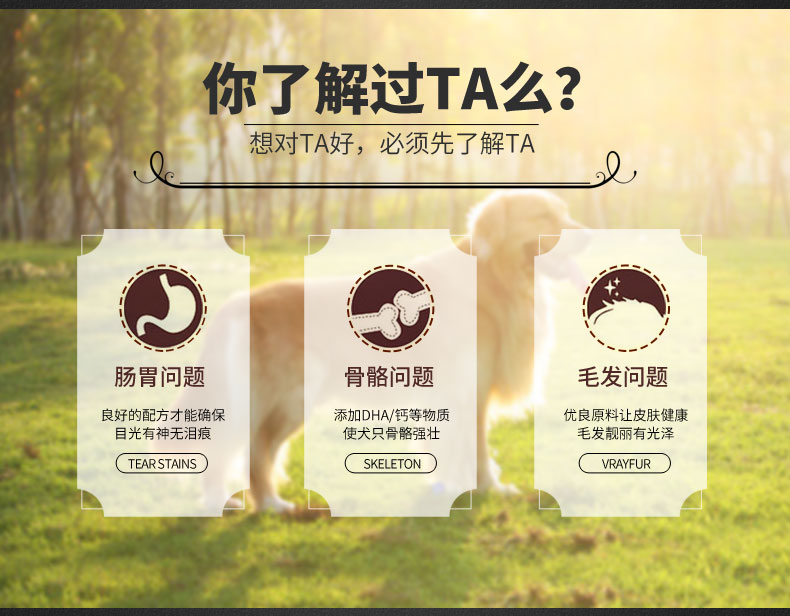 你了解过TA么？
想对TA好，必须先了解TA
肠胃问题
良好的配方才能确保
目光有神无泪痕
TEAR STAINS
骨骼问题
添加DHA/钙等物质
使犬只骨骼强壮
SKELETON
毛发问题
优良原料让皮肤健康
毛发靓丽有光泽
VRAYFUR